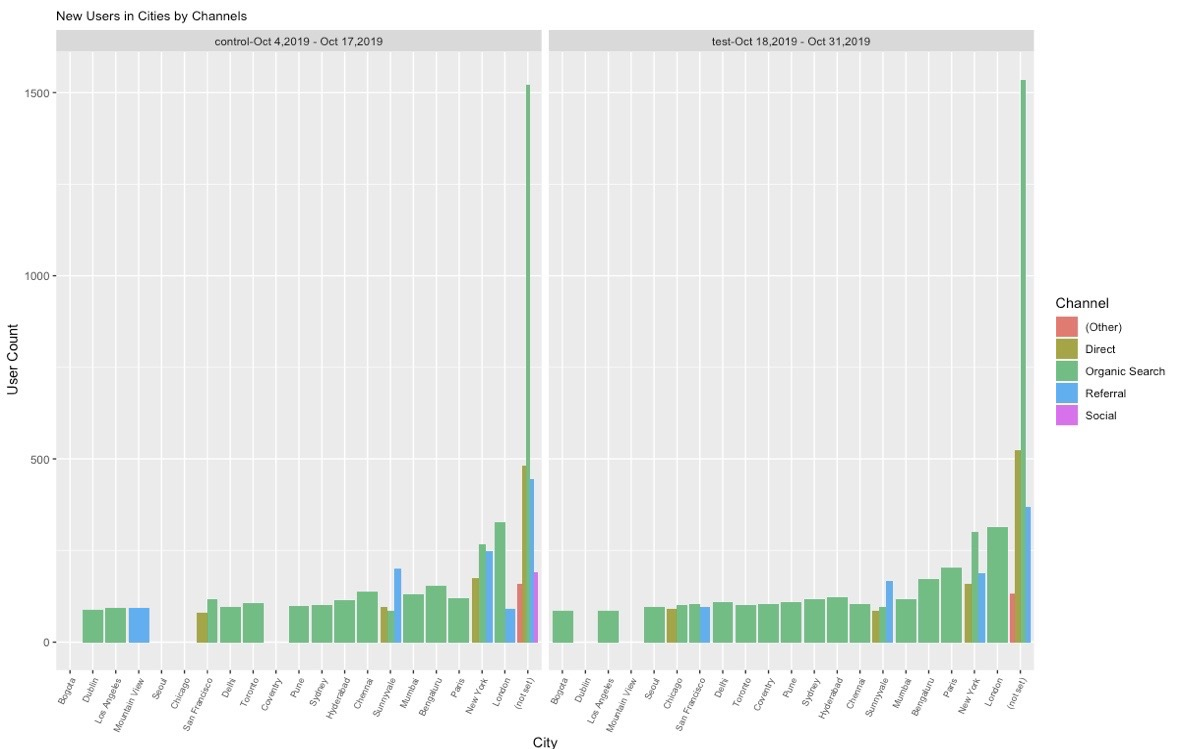 New Users in Cities by Channels
control-Oct 4,2019 - Oct 17,2019
test-Oct 18,2019 - Oct 31,2019
1500
1000
500
0
User Count
Bogota
Dublin
Los Angeles
Mountain View
Seoul
Chicago
San Francisco
Delhi
Toronto
Coventry
Pune
Sydney
Hyderabad
Chennai
Sunnyvale
Mumbai
Bengaluru
Paris
New York
London
(not set)
Bogota
Dublin
Los Angeles
Mountain View
Seoul
Chicago
San Francisco
Delhi
Toronto
Coventry
Pune
Sydney
Hyderabad
Chennai
Sunnyvale
Mumbai
Bengaluru
Paris
New York
London
(not set)
City
Channel
(Other)
Direct
Organic Search
Referral
Social